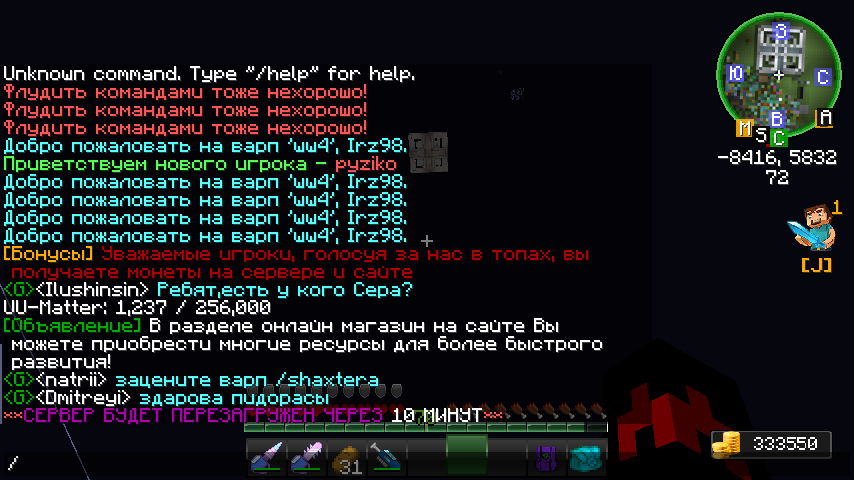 Unknown command. Type "/help" for help.
Флудить командами тоже нехорошо!
Флудить командами тоже нехорошо!
Флудить командами тоже нехорошо!
Добро пожаловать на варп 'ww4', Irz98.
Приветствуем нового игрока - pyziko
Добро пожаловать на варп 'ww4', Irz98.
Добро пожаловать на варп 'ww4', Irz98.
Добро пожаловать на варп 'ww4', Irz98.
Добро пожаловать на варп 'ww4', Irz98.
[Бонусы] Уважаемые игроки, голосуя за нас в топах, вы
получаете монеты на сервере и сайте
<G><Ilushinsin> Ребят,есть у кого Сера?
UU-Matter: 1,237 / 256,000
[Объявление] В разделе онлайн магазин на сайте Вы
можете приобрести многие ресурсы для более быстрого
развития!
<G><natrii> зацените варп /shaxtera
<G><Dmitreyi> здарова пидорасы
**СЕРВЕР БУДЕТ ПЕРЕЗАГРУЖЕН ЧЕРЕЗ 10 МИНУТ**
31
/
З
Ю
С
В
M
5
C
-8416, 5832
72
1
[J]
333550